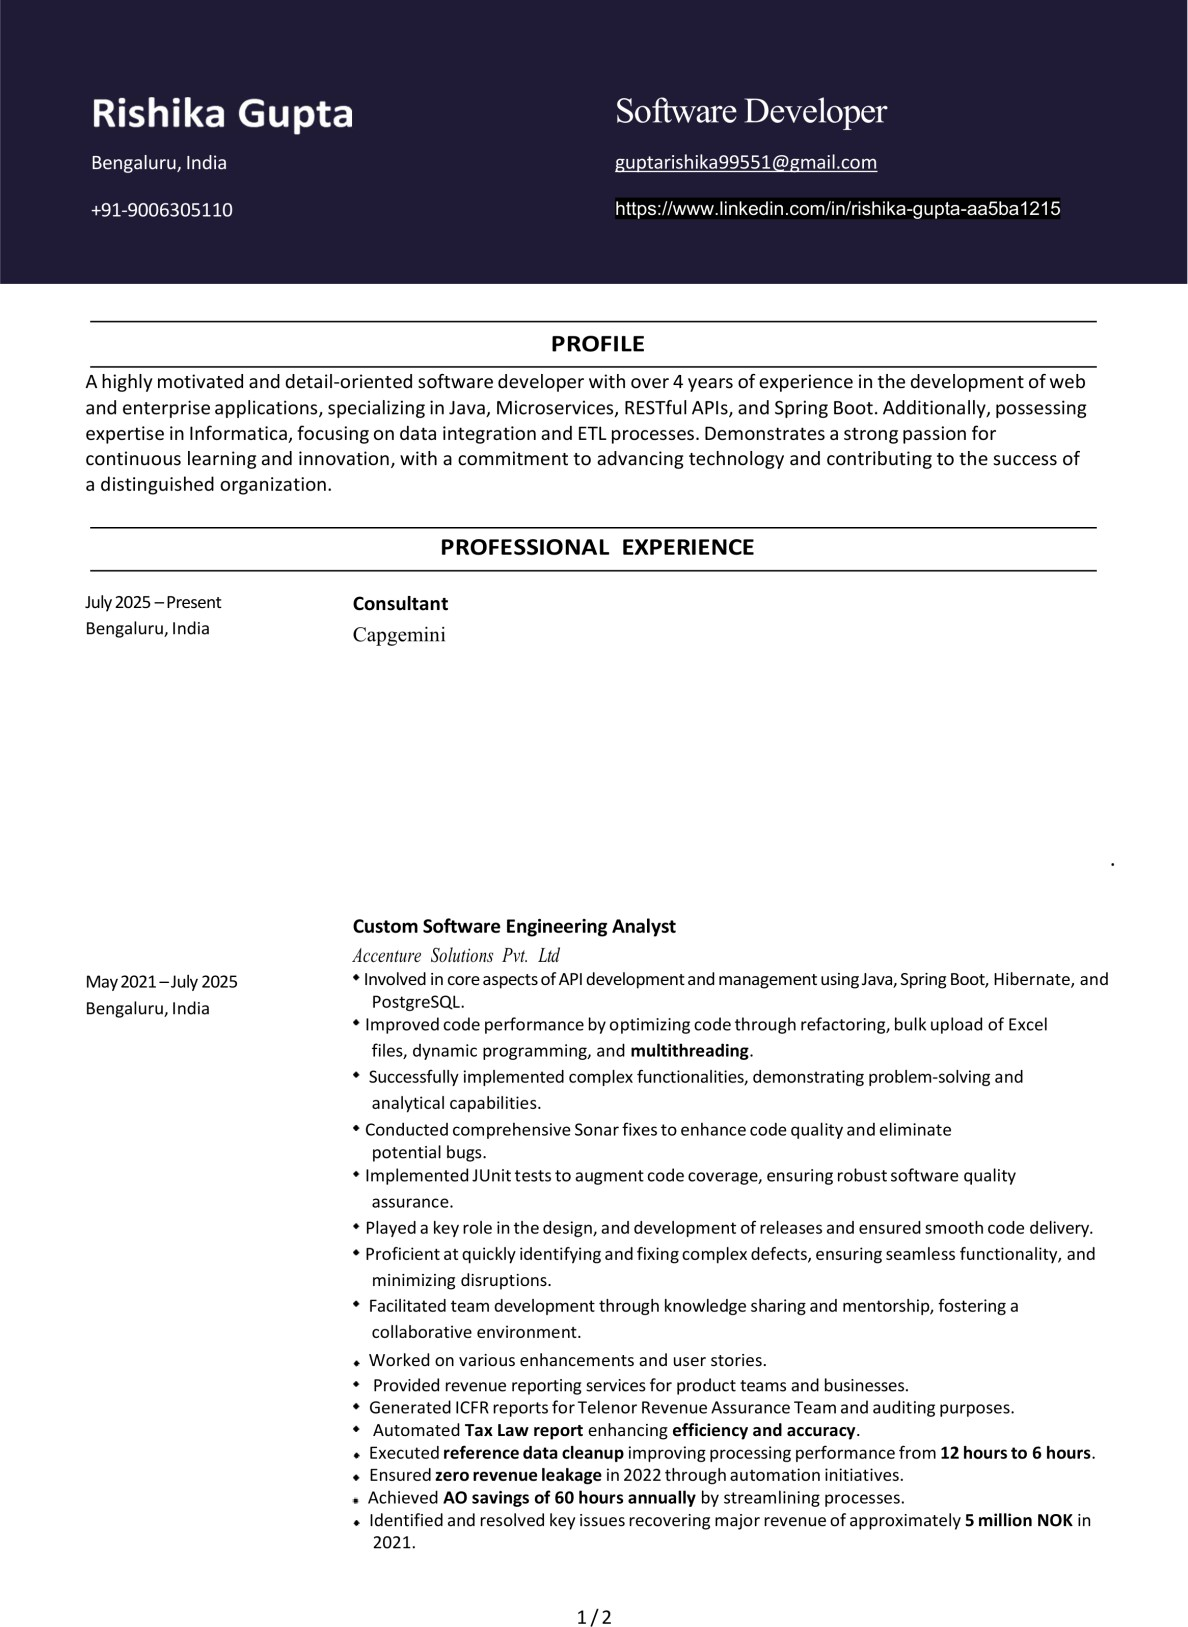 Rishika Gupta
Software Developer
Bengaluru, India
guptarishika99551@gmail.com
+91-9006305110
https://www.linkedin.com/in/rishika-gupta-aa5ba1215
PROFILE
A highly motivated and detail-oriented software developer with over 4 years of experience in the development of web
and enterprise applications, specializing in Java, Microservices, RESTful APIs, and Spring Boot. Additionally, possessing
expertise in Informatica, focusing on data integration and ETL processes. Demonstrates a strong passion for
continuous learning and innovation, with a commitment to advancing technology and contributing to the success of
a distinguished organization.
PROFESSIONAL EXPERIENCE
July 2025 – Present
Bengaluru, India
Consultant
Capgemini
.
Custom Software Engineering Analyst
Accenture Solutions Pvt. Ltd
May 2021 – July 2025
Bengaluru, India
• Involved in core aspects of API development and management using Java, Spring Boot, Hibernate, and
PostgreSQL.
• Improved code performance by optimizing code through refactoring, bulk upload of Excel
files, dynamic programming, and multithreading.
• Successfully implemented complex functionalities, demonstrating problem-solving and
analytical capabilities.
• Conducted comprehensive Sonar fixes to enhance code quality and eliminate
potential bugs.
• Implemented JUnit tests to augment code coverage, ensuring robust software quality
assurance.
• Played a key role in the design, and development of releases and ensured smooth code delivery.
• Proficient at quickly identifying and fixing complex defects, ensuring seamless functionality, and
minimizing disruptions.
• Facilitated team development through knowledge sharing and mentorship, fostering a
collaborative environment.
• Worked on various enhancements and user stories.
• Provided revenue reporting services for product teams and businesses.
• Generated ICFR reports for Telenor Revenue Assurance Team and auditing purposes.
• Automated Tax Law report enhancing efficiency and accuracy.
• Executed reference data cleanup improving processing performance from 12 hours to 6 hours.
• Ensured zero revenue leakage in 2022 through automation initiatives.
• Achieved AO savings of 60 hours annually by streamlining processes.
• Identified and resolved key issues recovering major revenue of approximately 5 million NOK in
2021.
1 / 2